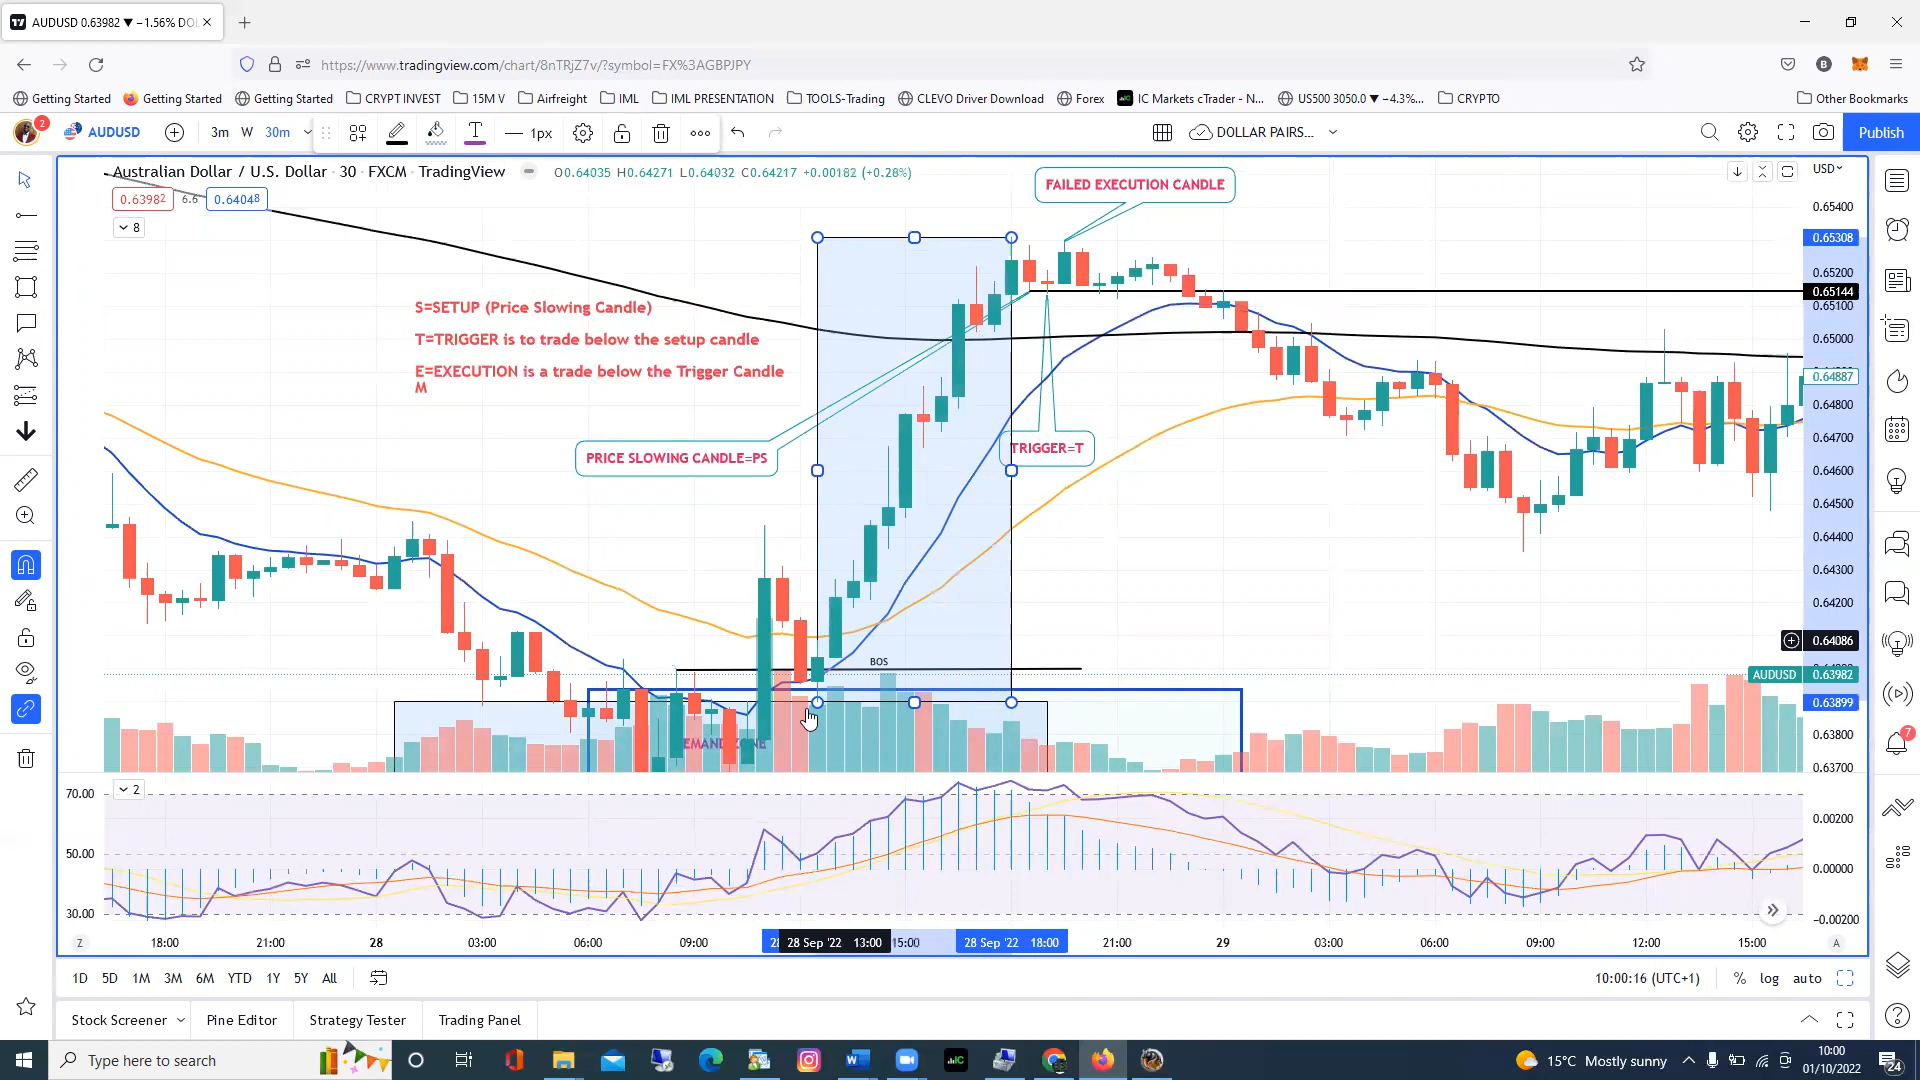 AUDUSD 0.63982 ▼ −1.56% DO
https://www.tradingview.com/chart/8nTRjZ7v/?symbol=FX%3AGBPJPY
Getting Started
Getting Started
Getting Started
CRYPT INVEST
15M V
Airfreight
IML
IML PRESENTATION
TOOLS-Trading
CLEVO Driver Download
Forex
IC Markets cTrader - N...
US500 3050.0 ▼ −4.3%...
CRYPTO
Other Bookmarks
2
AUDUSD
3m
W
30m
1px
DOLLAR PAIRS...
Publish
Australian Dollar / U.S. Dollar · 30 · FXCM · TradingView
O0.64035 H0.64271 L0.64032 C0.64217 +0.00182 (+0.28%)
USD
0.63982
6.6
0.64048
8
FAILED EXECUTION CANDLE
S=SETUP (Price Slowing Candle)
T=TRIGGER is to trade below the setup candle
E=EXECUTION is a trade below the Trigger Candle
M
PRICE SLOWING CANDLE=PS
TRIGGER=T
BOS
EMAND ZONE
0.65400
0.65308
0.65200
0.65144
0.65100
0.65000
0.64887
0.64800
0.64700
0.64600
0.64500
0.64400
0.64300
0.64200
0.64086
AUDUSD
0.63982
0.63899
0.63800
0.63700
2
70.00
50.00
30.00
0.00200
0.00000
−0.00200
Z
18:00
21:00
28
03:00
06:00
09:00
28 Sep '22 13:00
15:00
28 Sep '22 18:00
21:00
29
03:00
06:00
09:00
12:00
15:00
A
1D
5D
1M
3M
6M
YTD
1Y
5Y
All
10:00:16 (UTC+1)
%
log
auto
7
Stock Screener
Pine Editor
Strategy Tester
Trading Panel
Type here to search
15°C Mostly sunny
10:00
01/10/2022
24